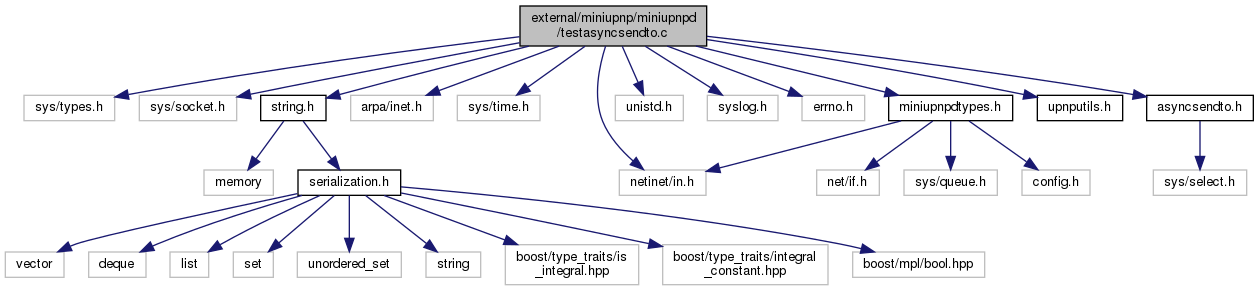 external/miniupnp/miniupnpd
/testasyncsendto.c
sys/types.h
sys/socket.h
string.h
arpa/inet.h
sys/time.h
unistd.h
syslog.h
errno.h
miniupnpdtypes.h
upnputils.h
asyncsendto.h
memory
serialization.h
netinet/in.h
net/if.h
sys/queue.h
config.h
sys/select.h
vector
deque
list
set
unordered_set
string
boost/type_traits/is
_integral.hpp
boost/type_traits/integral
_constant.hpp
boost/mpl/bool.hpp